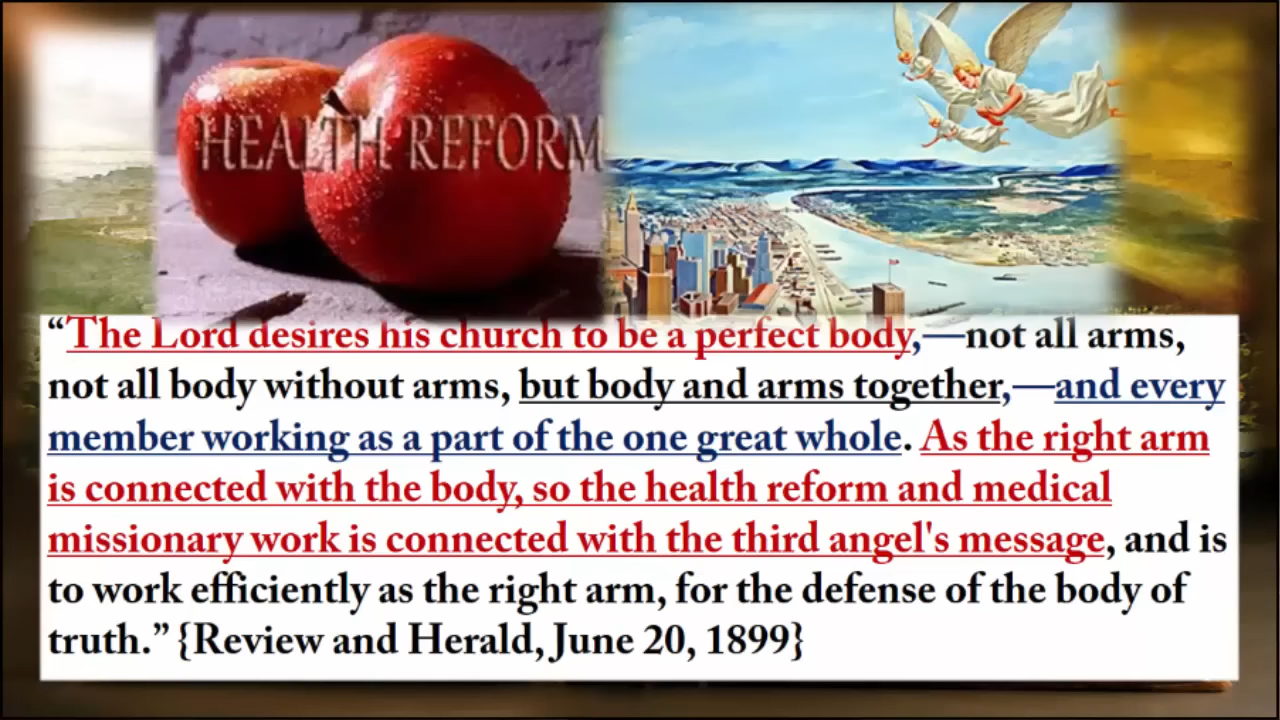 HEALTH REFORM
“The Lord desires his church to be a perfect body,—not all arms,
not all body without arms, but body and arms together,—and every
member working as a part of the one great whole. As the right arm
is connected with the body, so the health reform and medical
missionary work is connected with the third angel's message, and is
to work efficiently as the right arm, for the defense of the body of
truth.” {Review and Herald, June 20, 1899}